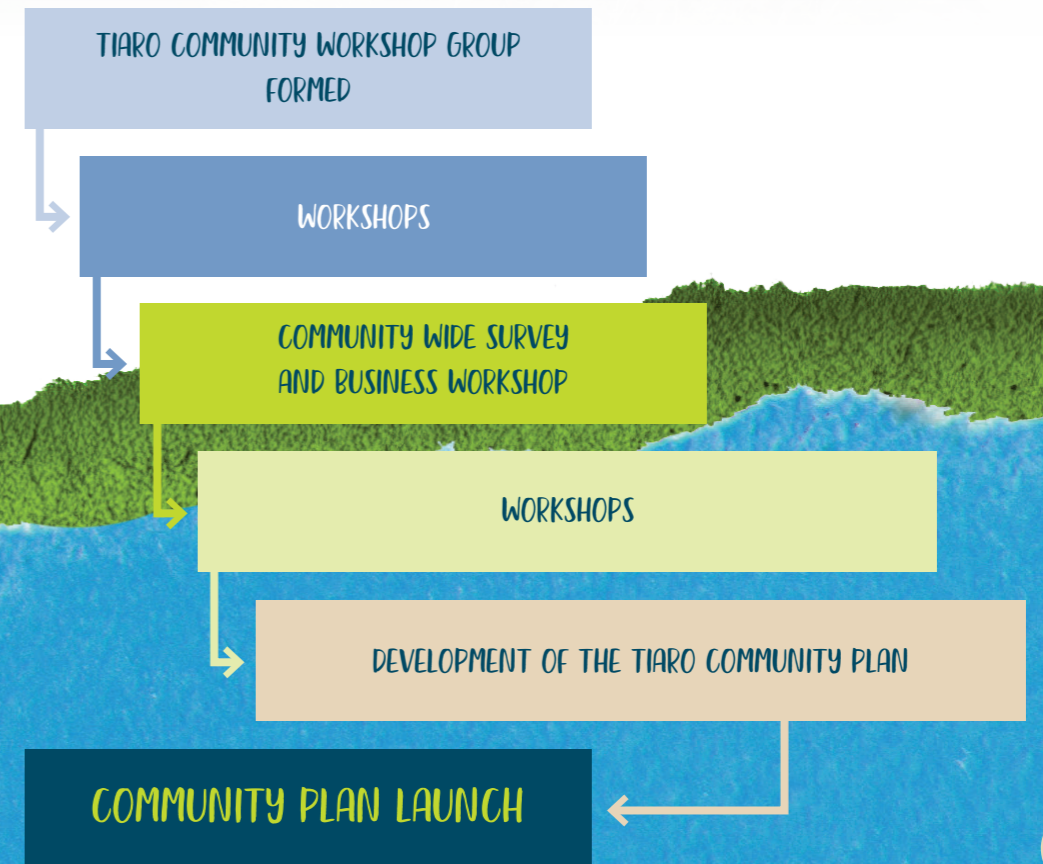 TIARO COMMUNITY WORKSHOP GROUP
FORMED
WORKSHOPS
COMMUNITY WIDE SURVEY
AND BUSINESS WORKSHOP
WORKSHOPS
DEVELOPMENT OF THE TIARO COMMUNITY PLAN
COMMUNITY PLAN LAUNCH